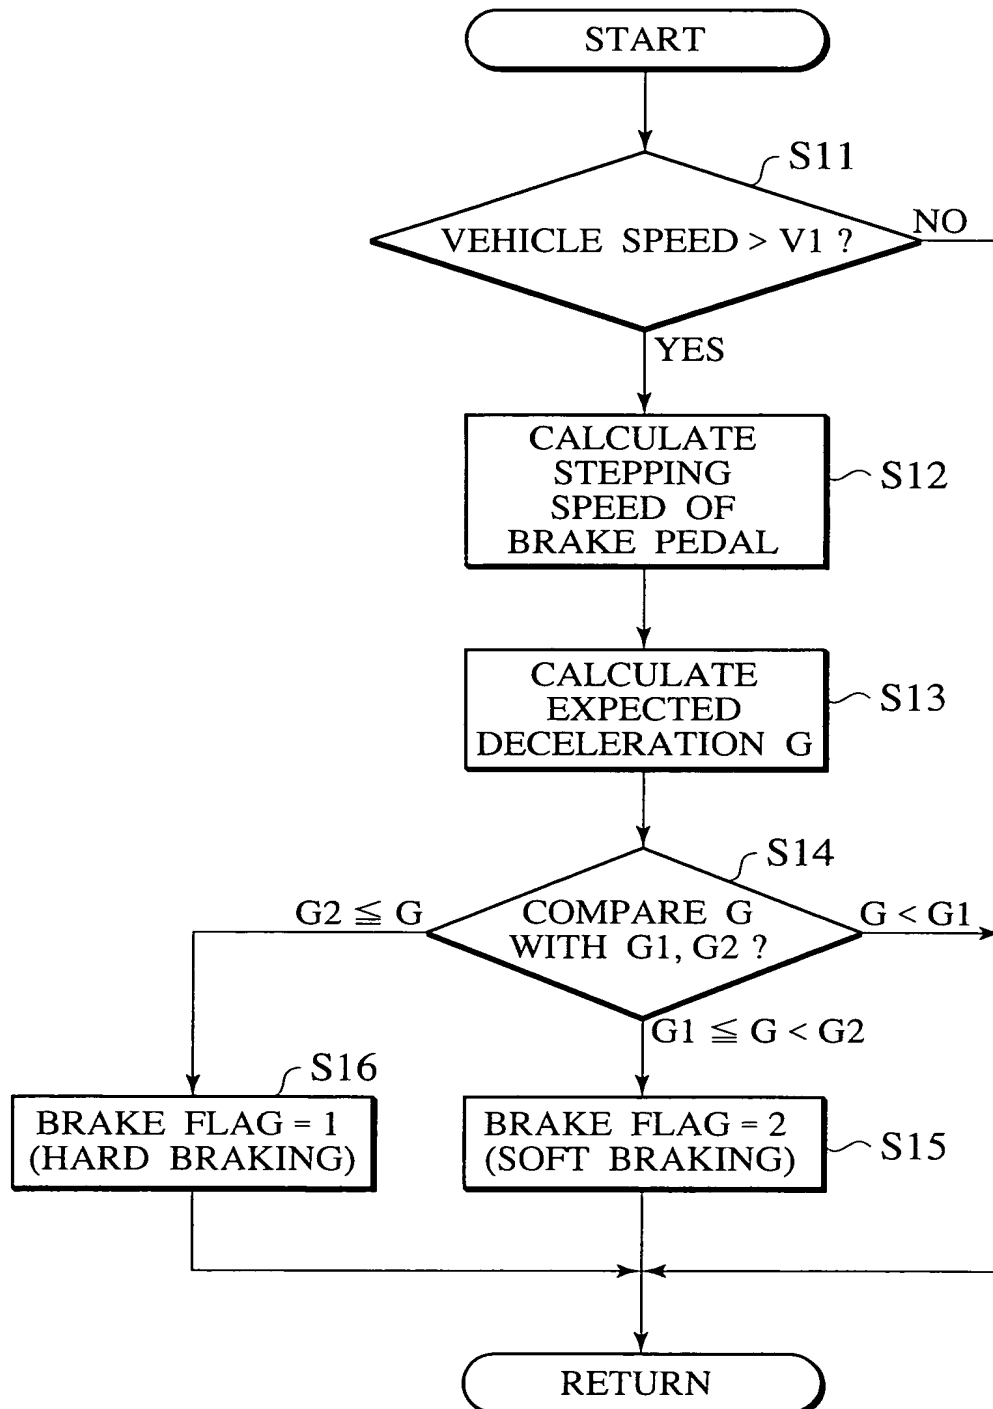 START
S11
VEHICLE SPEED > V1 ?
NO
YES
CALCULATE
STEPPING
SPEED OF
BRAKE PEDAL
S12
CALCULATE
EXPECTED
DECELERATION G
S13
S14
G2 ≦ G
COMPARE G
WITH G1, G2 ?
G < G1
G1 ≦ G < G2
S16
BRAKE FLAG = 1
(HARD BRAKING)
BRAKE FLAG = 2
(SOFT BRAKING)
S15
RETURN